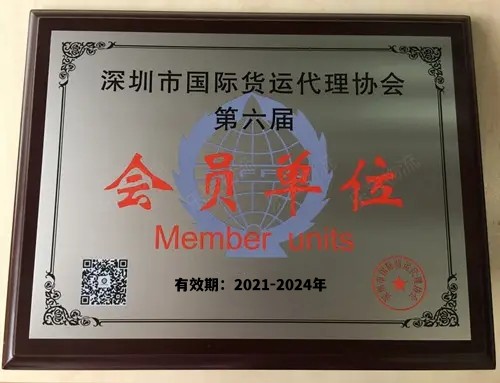 深圳市国际货运代理协会
第六届
会员单位
Member units
有效期：2021-2024年